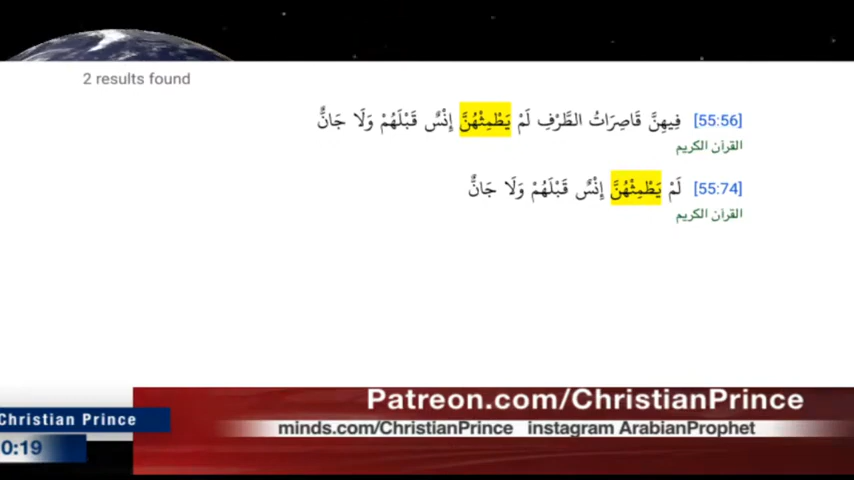 2 results found
[55:56] فِيهِنَّ قَاصِرَاتُ الطَّرْفِ لَمْ يَطْمِثْهُنَّ إِنْسٌ قَبْلَهُمْ وَلَا جَانٌّ
القرآن الكريم
[55:74] لَمْ يَطْمِثْهُنَّ إِنْسٌ قَبْلَهُمْ وَلَا جَانٌّ
القرآن الكريم
Patreon.com/ChristianPrince
Christian Prince
minds.com/ChristianPrince instagram ArabianProphet
0:19